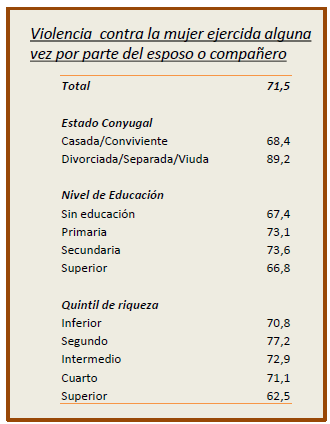 Violencia contra la mujer ejercida alguna
vez por parte del esposo o compañero
Total 71,5
Estado Conyugal
Casada/Conviviente 68,4
Divorciada/Separada/Viuda 89,2
Nivel de Educación
Sin educación 67,4
Primaria 73,1
Secundaria 73,6
Superior 66,8
Quintil de riqueza
Inferior 70,8
Segundo 77,2
Intermedio 72,9
Cuarto 71,1
Superior 62,5